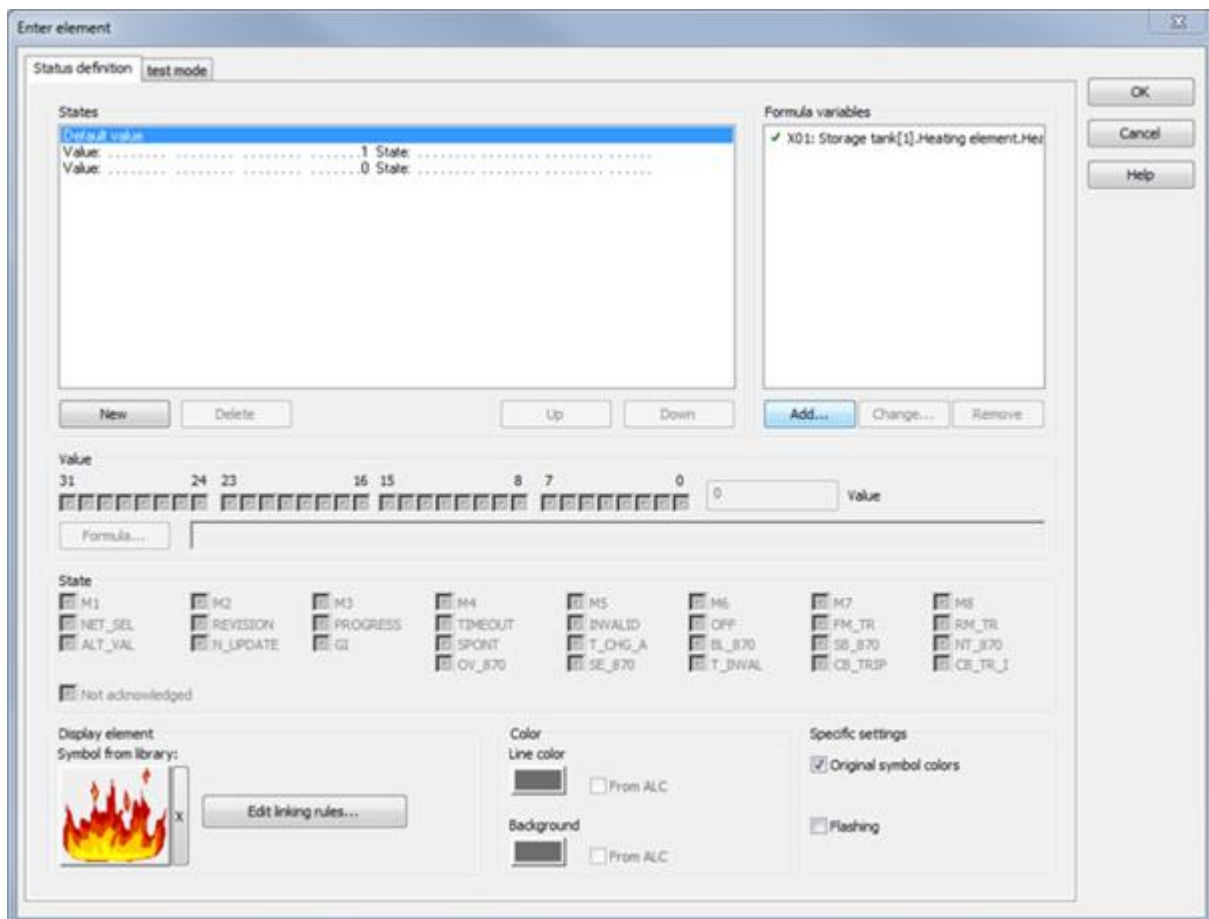 Enter element
Status definition test mode
OK
Cancel
Help
States
Default value
Value: ........ ........ ........ .......1 State: ........ ........ ........ ......
Value: ........ ........ ........ .......0 State: ........ ........ ........ ......
Formula variables
X01: Storage tank[1].Heating element.Hea
New Delete Up Down
Add... Change... Remove
Value
31 24 23 16 15 8 7 0
0 Value
Formula...
State
M1 M2 M3 M4 M5 M6 M7 M8
NET_SEL REVISION PROGRESS TIMEOUT INVALID OFF FM_TR RM_TR
ALT_VAL N_UPDATE GI SPONT T_CHG_A BL_870 SB_870 NT_870
OV_870 SE_870 T_INVAL CB_TRIP CB_TR_I
Not acknowledged
Display element
Symbol from library:
X
Edit linking rules...
Color
Line color
From ALC
Background
From ALC
Specific settings
Original symbol colors
Flashing